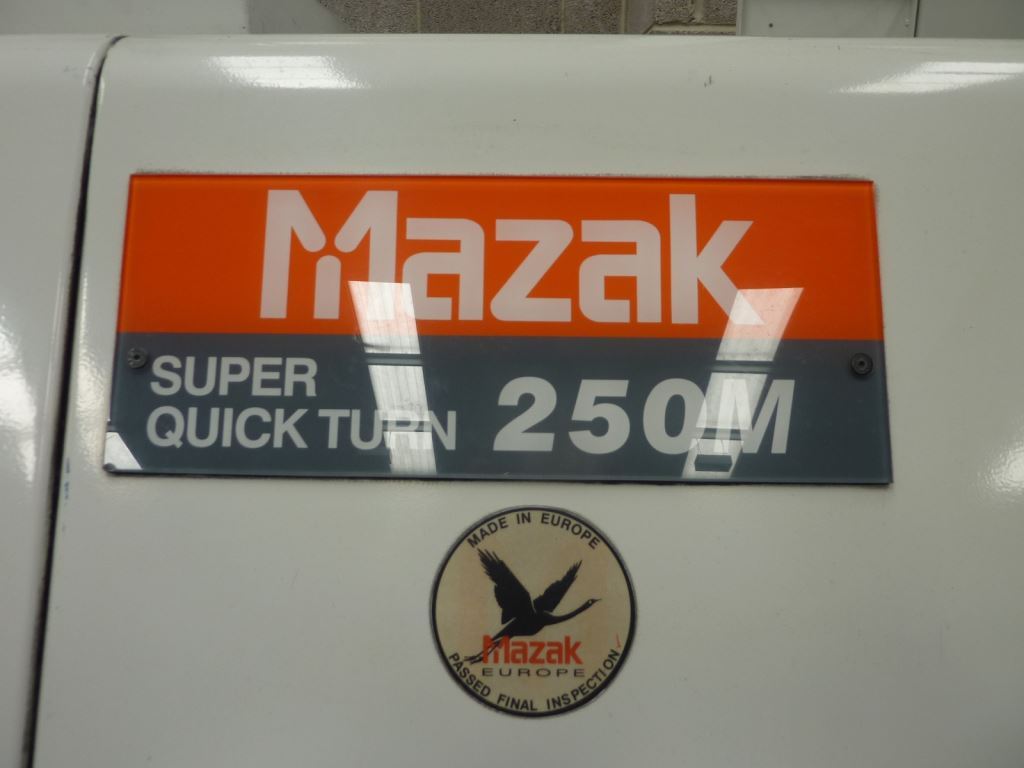 Mazak
SUPER
QUICK TURN 250M
MADE IN EUROPE
Mazak
EUROPE
PASSED FINAL INSPECTION